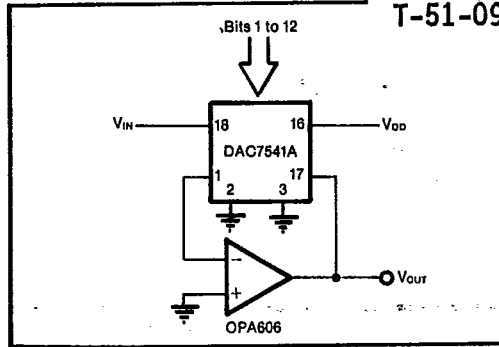 T-51-09
Bits 1 to 12
VIN
18
16
VDD
DAC7541A
1
17
2
3
−
+
VOUT
OPA606